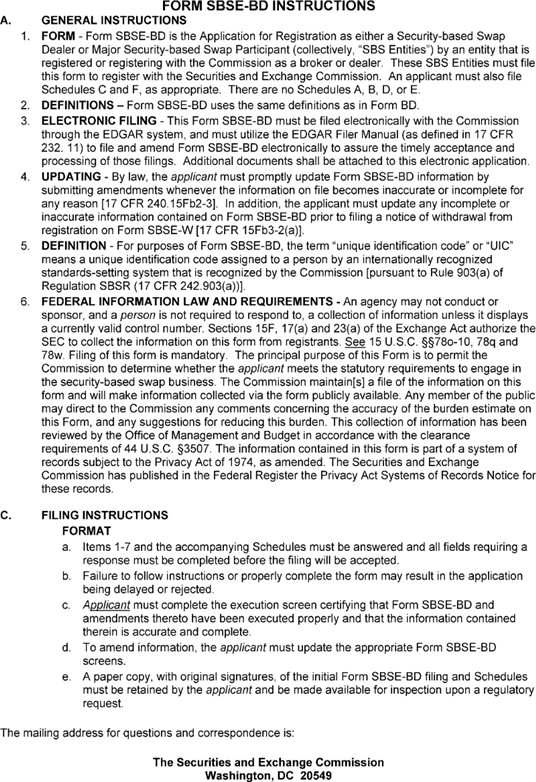 FORM SBSE-BD INSTRUCTIONS
A. GENERAL INSTRUCTIONS
1. FORM - Form SBSE-BD is the Application for Registration as either a Security-based Swap
Dealer or Major Security-based Swap Participant (collectively, “SBS Entities”) by an entity that is
registered or registering with the Commission as a broker or dealer. These SBS Entities must file
this form to register with the Securities and Exchange Commission. An applicant must also file
Schedules C and F, as appropriate. There are no Schedules A, B, D, or E.
2. DEFINITIONS – Form SBSE-BD uses the same definitions as in Form BD.
3. ELECTRONIC FILING - This Form SBSE-BD must be filed electronically with the Commission
through the EDGAR system, and must utilize the EDGAR Filer Manual (as defined in 17 CFR
232. 11) to file and amend Form SBSE-BD electronically to assure the timely acceptance and
processing of those filings. Additional documents shall be attached to this electronic application.
4. UPDATING - By law, the applicant must promptly update Form SBSE-BD information by
submitting amendments whenever the information on file becomes inaccurate or incomplete for
any reason [17 CFR 240.15Fb2-3]. In addition, the applicant must update any incomplete or
inaccurate information contained on Form SBSE-BD prior to filing a notice of withdrawal from
registration on Form SBSE-W [17 CFR 15Fb3-2(a)].
5. DEFINITION - For purposes of Form SBSE-BD, the term “unique identification code” or “UIC”
means a unique identification code assigned to a person by an internationally recognized
standards-setting system that is recognized by the Commission [pursuant to Rule 903(a) of
Regulation SBSR (17 CFR 242.903(a))].
6. FEDERAL INFORMATION LAW AND REQUIREMENTS - An agency may not conduct or
sponsor, and a person is not required to respond to, a collection of information unless it displays
a currently valid control number. Sections 15F, 17(a) and 23(a) of the Exchange Act authorize the
SEC to collect the information on this form from registrants. See 15 U.S.C. §§78o-10, 78q and
78w. Filing of this form is mandatory. The principal purpose of this Form is to permit the
Commission to determine whether the applicant meets the statutory requirements to engage in
the security-based swap business. The Commission maintain[s] a file of the information on this
form and will make information collected via the form publicly available. Any member of the public
may direct to the Commission any comments concerning the accuracy of the burden estimate on
this Form, and any suggestions for reducing this burden. This collection of information has been
reviewed by the Office of Management and Budget in accordance with the clearance
requirements of 44 U.S.C. §3507. The information contained in this form is part of a system of
records subject to the Privacy Act of 1974, as amended. The Securities and Exchange
Commission has published in the Federal Register the Privacy Act Systems of Records Notice for
these records.
C. FILING INSTRUCTIONS
FORMAT
a. Items 1-7 and the accompanying Schedules must be answered and all fields requiring a
response must be completed before the filing will be accepted.
b. Failure to follow instructions or properly complete the form may result in the application
being delayed or rejected.
c. Applicant must complete the execution screen certifying that Form SBSE-BD and
amendments thereto have been executed properly and that the information contained
therein is accurate and complete.
d. To amend information, the applicant must update the appropriate Form SBSE-BD
screens.
e. A paper copy, with original signatures, of the initial Form SBSE-BD filing and Schedules
must be retained by the applicant and be made available for inspection upon a regulatory
request.
The mailing address for questions and correspondence is:
The Securities and Exchange Commission
Washington, DC 20549